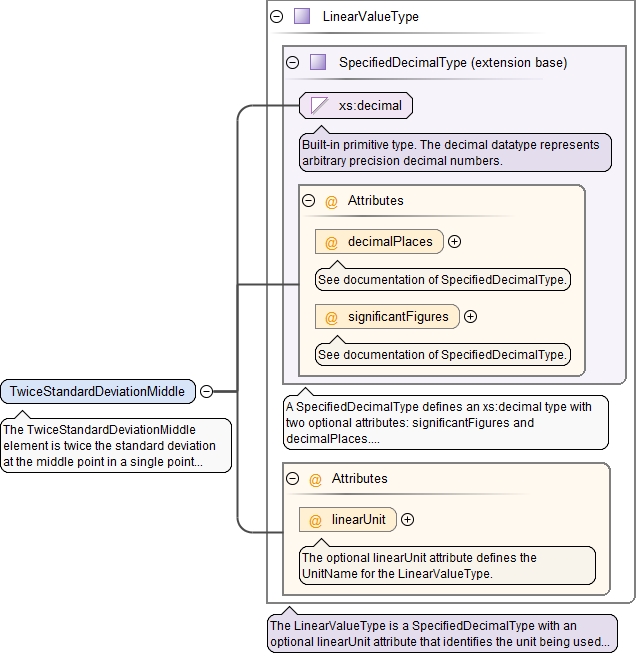 LinearValueType
SpecifiedDecimalType (extension base)
xs:decimal
Built-in primitive type. The decimal datatype represents
arbitrary precision decimal numbers.
@ Attributes
@ decimalPlaces
See documentation of SpecifiedDecimalType.
@ significantFigures
See documentation of SpecifiedDecimalType.
TwiceStandardDeviationMiddle
The TwiceStandardDeviationMiddle
element is twice the standard deviation
at the middle point in a single point...
A SpecifiedDecimalType defines an xs:decimal type with
two optional attributes: significantFigures and
decimalPlaces....
@ Attributes
@ linearUnit
The optional linearUnit attribute defines the
UnitName for the LinearValueType.
The LinearValueType is a SpecifiedDecimalType with an
optional linearUnit attribute that identifies the unit being used...